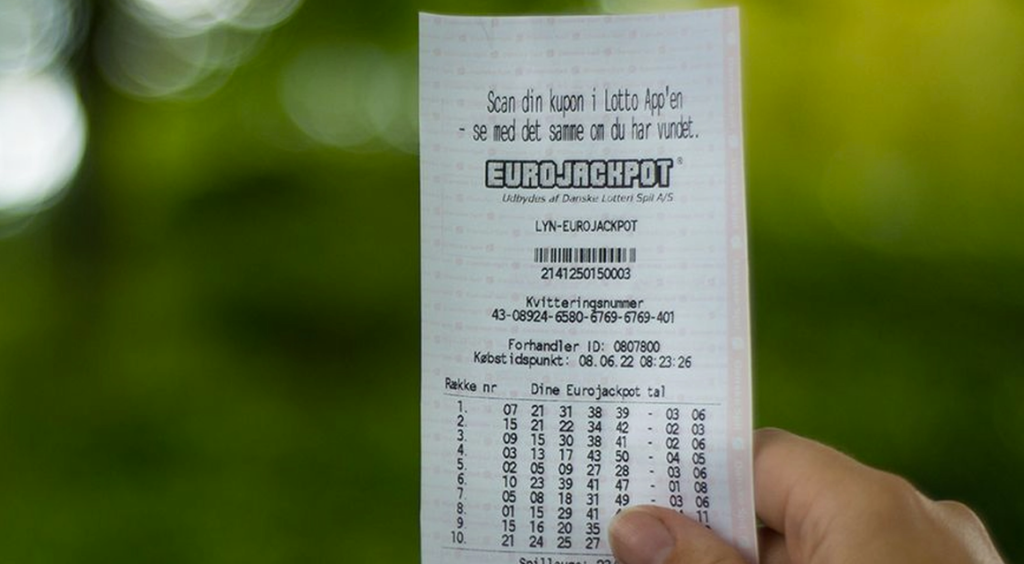 Scan din kupon i Lotto App'en
- se med det samme om du har vundet.
EUROJACKPOT®
Udbydes af Danske Lotteri Spil A/S
LYN-EUROJACKPOT
2141250150003
Kvitteringsnummer
43-08924-6580-6769-6769-401
Forhandler ID: 0807800
Købstidspunkt: 08.06.22 08:23:26
Række nr Dine Eurojackpot tal
1. 07 21 31 38 39 - 03 06
2. 15 21 22 34 42 - 02 03
3. 09 15 30 38 41 - 02 06
4. 03 13 17 43 50 - 04 05
5. 02 05 09 27 28 - 03 06
6. 10 23 39 41 47 - 01 08
7. 05 08 18 31 49 - 03 06
8. 01 15 29 41 11
9. 15 16 20 35
10. 21 24 25 27